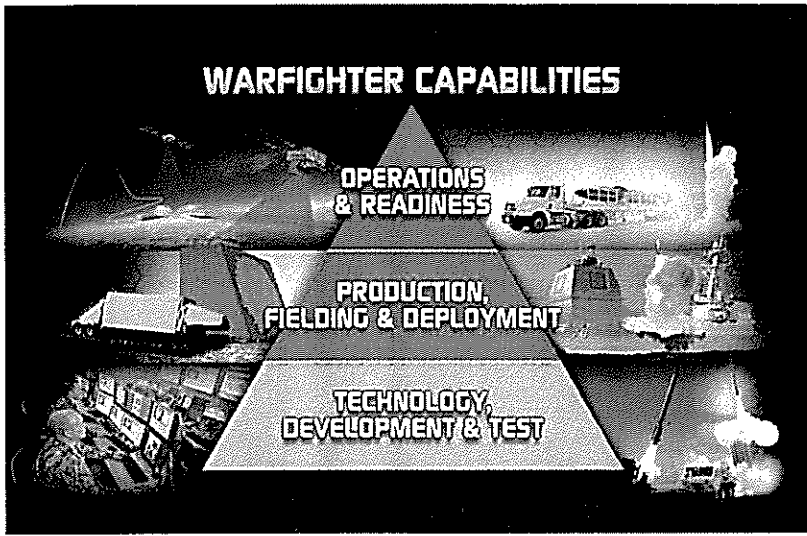 WARFIGHTER CAPABILITIES
OPERATIONS
& READINESS
PRODUCTION,
FIELDING & DEPLOYMENT
TECHNOLOGY,
DEVELOPMENT & TEST